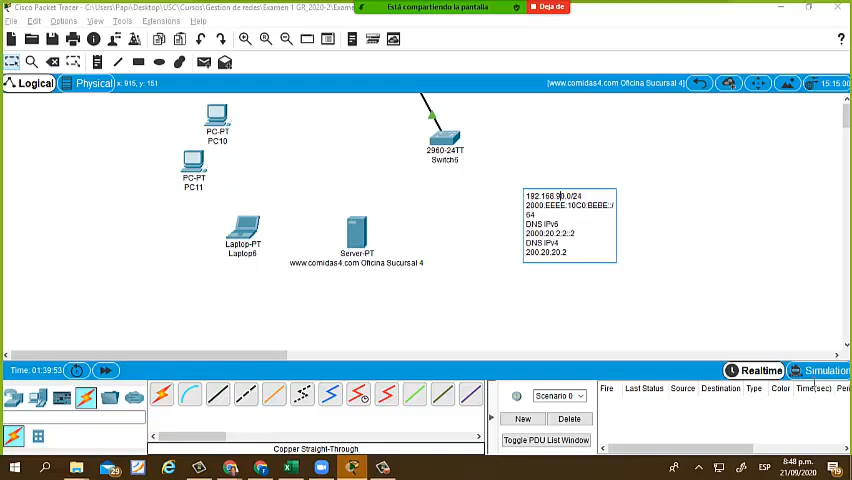 Cisco Packet Tracer - C:\Users\Papi\Desktop\USC\Cursos\Gestion de redes\Examen 1 GR_2020-2\Exame
Está compartiendo la pantalla
Deja de
File Edit Options View Tools Extensions Help
Logical
Physical
x: 915, y: 151
[www.comidas4.com Oficina Sucursal 4]
15:15:00
PC-PT
PC10
PC-PT
PC11
2960-24TT
Switch6
192.168.90.0/24
2000:EEEE:10C0:BEBE::/
64
DNS IPv6
2000:20:2:2::2
DNS IPv4
200.20.20.2
Laptop-PT
Laptop6
Server-PT
www.comidas4.com Oficina Sucursal 4
Time: 01:39:53
Realtime
Simulation
Scenario 0
New
Delete
Toggle PDU List Window
Fire Last Status Source Destination Type Color Time(sec) Peri
Copper Straight-Through
29
ESP
8:48 p.m.
21/09/2020
19